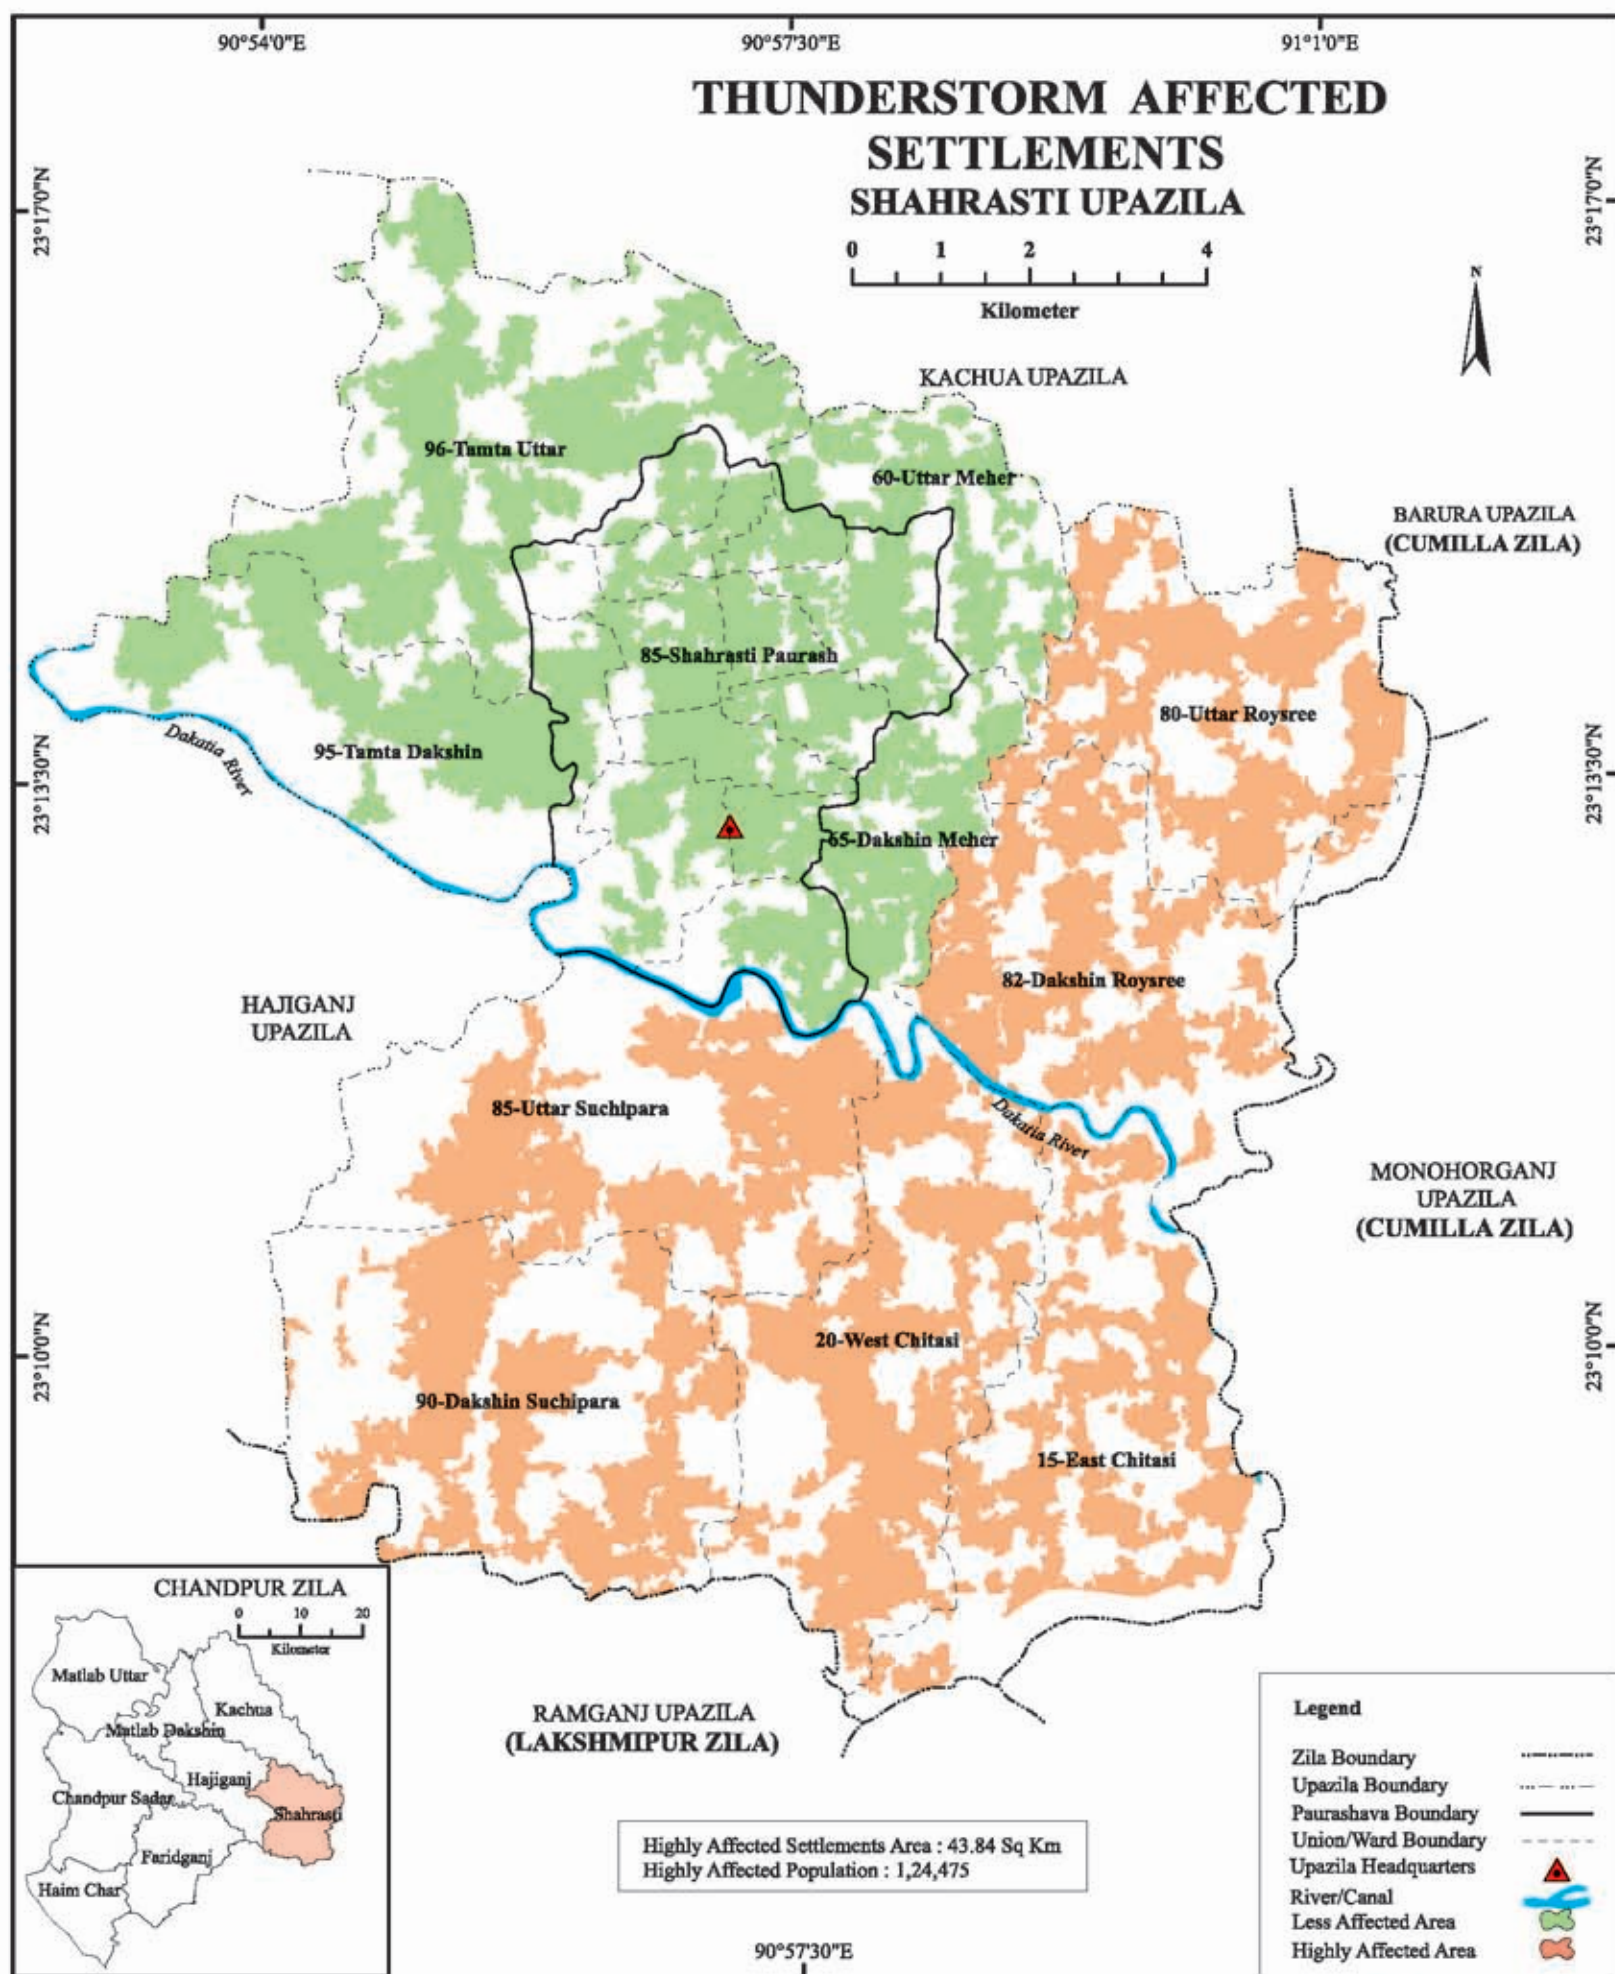 90°54'0"E
90°57'30"E
91°1'0"E
THUNDERSTORM AFFECTED
SETTLEMENTS
SHAHRASTI UPAZILA
0 1 2 4
Kilometer
N
23°17'0"N
23°17'0"N
KACHUA UPAZILA
96-Tamta Uttar
60-Uttar Meher
BARURA UPAZILA
(CUMILLA ZILA)
85-Shahrasti Paurash
80-Uttar Roysree
Dakatia River
95-Tamta Dakshin
23°13'30"N
23°13'30"N
65-Dakshin Meher
82-Dakshin Roysree
HAJIGANJ
UPAZILA
85-Uttar Suchipara
Dakatia River
MONOHORGANJ
UPAZILA
(CUMILLA ZILA)
20-West Chitasi
23°10'0"N
23°10'0"N
90-Dakshin Suchipara
15-East Chitasi
CHANDPUR ZILA
0 10 20
Kilometer
Matlab Uttar
Kachua
Matlab Dakshin
Hajiganj
Chandpur Sadar
Shahrasti
Faridganj
Haim Char
RAMGANJ UPAZILA
(LAKSHMIPUR ZILA)
Highly Affected Settlements Area : 43.84 Sq Km
Highly Affected Population : 1,24,475
90°57'30"E
Legend
Zila Boundary
Upazila Boundary
Paurashava Boundary
Union/Ward Boundary
Upazila Headquarters
River/Canal
Less Affected Area
Highly Affected Area